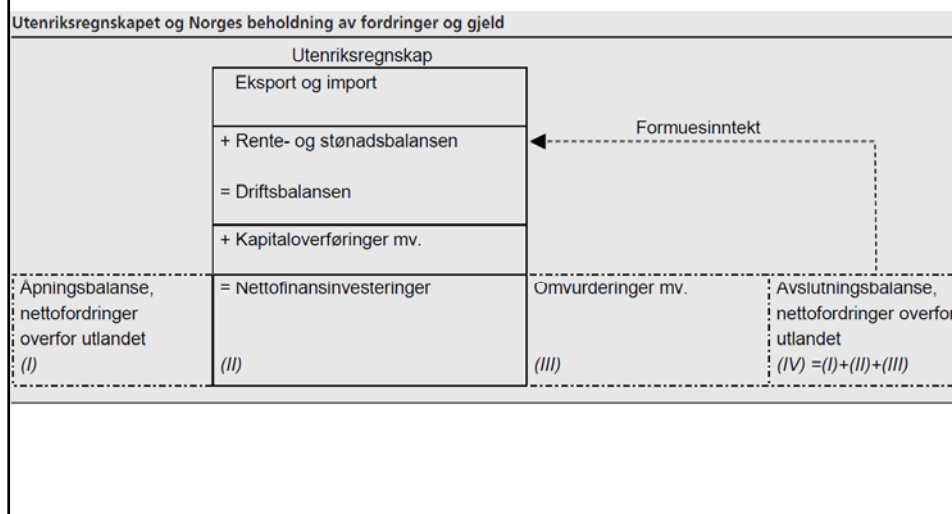 Utenriksregnskapet og Norges beholdning av fordringer og gjeld
Utenriksregnskap
Eksport og import
+ Rente- og stønadsbalansen
Formuesinntekt
= Driftsbalansen
+ Kapitaloverføringer mv.
Åpningsbalanse,
nettofordringer
overfor utlandet
(I)
= Nettofinansinvesteringer
(II)
Omvurderinger mv.
(III)
Avslutningsbalanse,
nettofordringer overfor
utlandet
(IV) =(I)+(II)+(III)